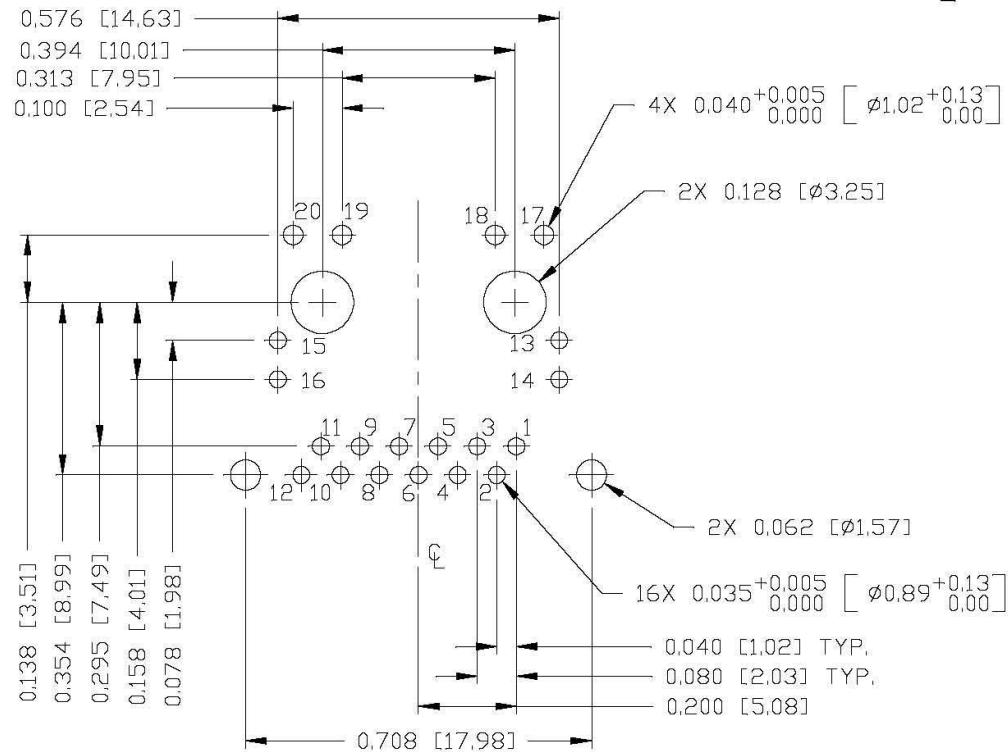 0.576 [14.63]
0.394 [10.01]
0.313 [7.95]
0.100 [2.54]
4X 0.040 +0.005 0.000 [ ø1.02 +0.13 0.00 ]
2X 0.128 [ø3.25]
20 19 18 17
15 13
16 14
11 9 7 5 3 1
12 10 8 6 4 2
℄
2X 0.062 [ø1.57]
16X 0.035 +0.005 0.000 [ ø0.89 +0.13 0.00 ]
0.040 [1.02] TYP.
0.080 [2.03] TYP.
0.200 [5.08]
0.708 [17.98]
0.138 [3.51]
0.354 [8.99]
0.295 [7.49]
0.158 [4.01]
0.078 [1.98]